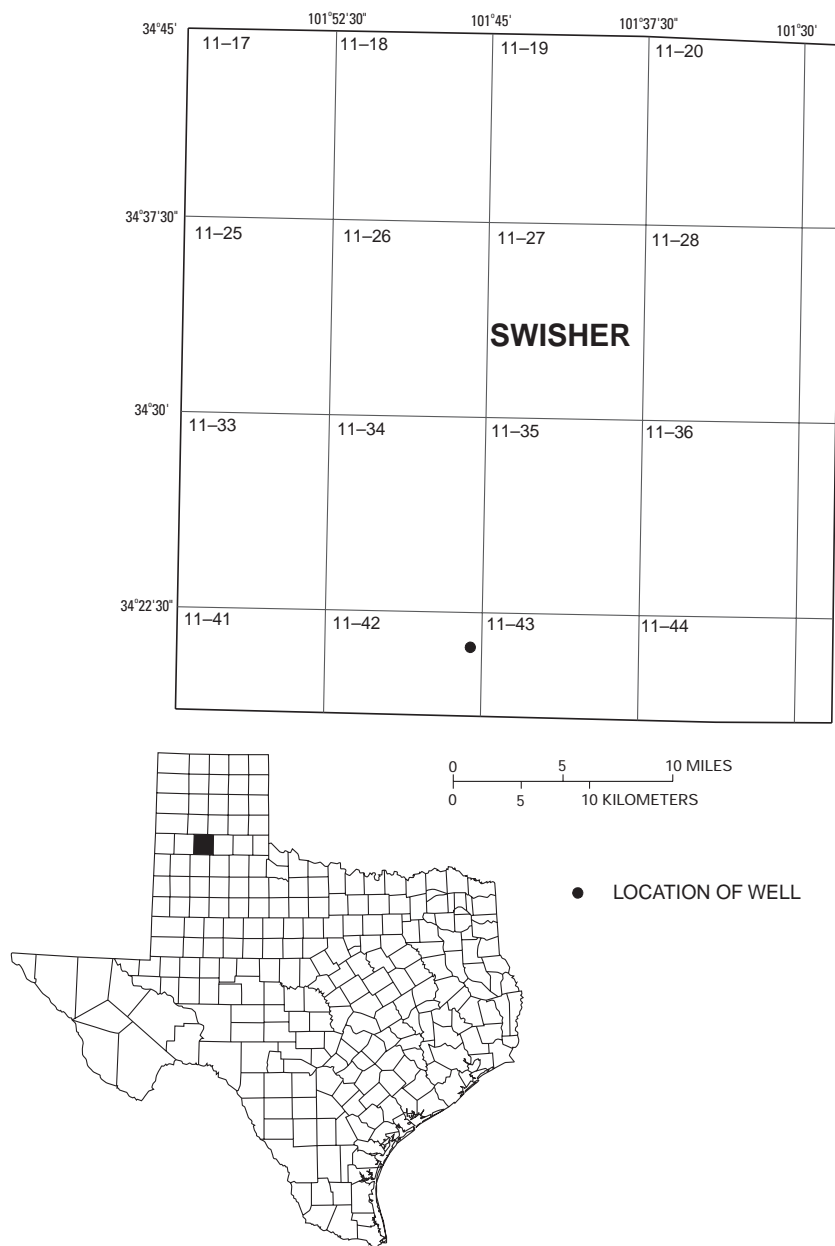 101°52'30" 101°45' 101°37'30" 101°30'
34°45'
11–17 11–18 11–19 11–20
34°37'30"
11–25 11–26 11–27 11–28
SWISHER
34°30'
11–33 11–34 11–35 11–36
34°22'30"
11–41 11–42 11–43 11–44
0 5 10 MILES
0 5 10 KILOMETERS
LOCATION OF WELL